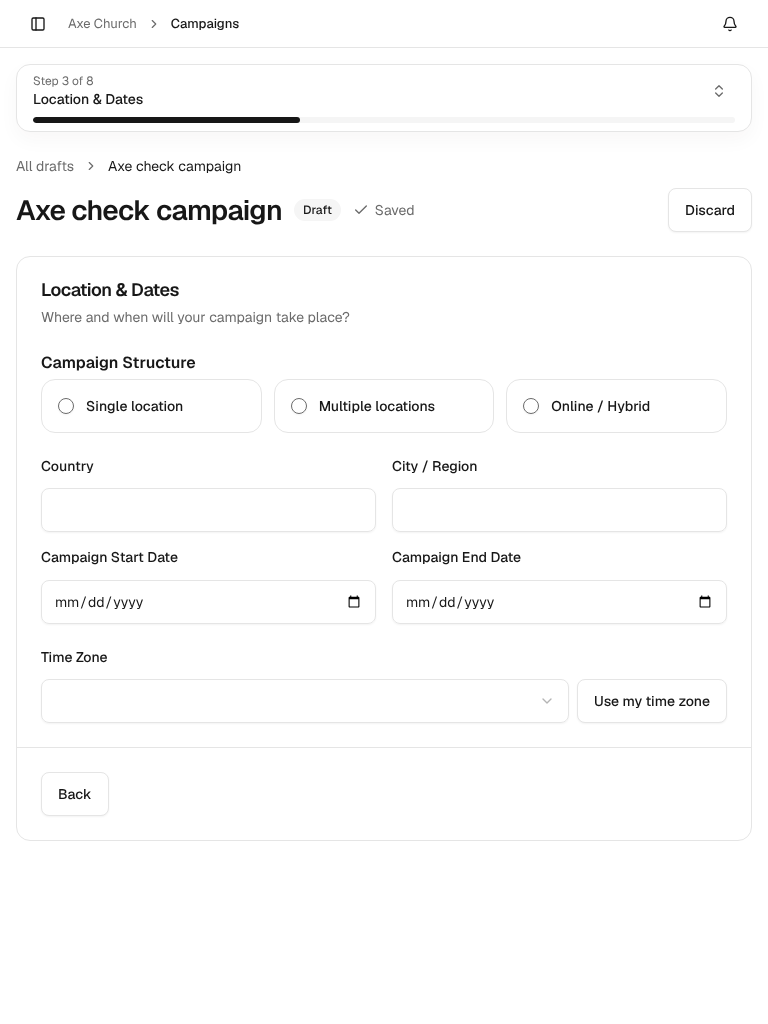 Axe Church > Campaigns
Step 3 of 8
Location & Dates
All drafts > Axe check campaign
Axe check campaign Draft Saved Discard
Location & Dates
Where and when will your campaign take place?
Campaign Structure
Single location Multiple locations Online / Hybrid
Country City / Region
Campaign Start Date Campaign End Date
mm/dd/yyyy mm/dd/yyyy
Time Zone
Use my time zone
Back